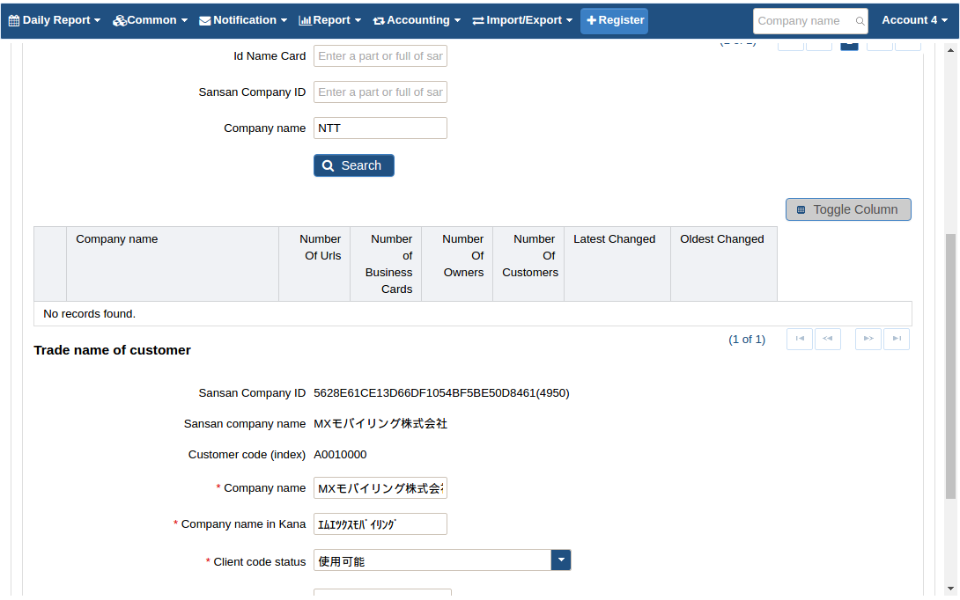 Daily Report Common Notification Report Accounting Import/Export Register Company name Account 4
Id Name Card Enter a part or full of sar
Sansan Company ID Enter a part or full of sar
Company name NTT
Search
Toggle Column
Company name Number Of Urls Number of Business Cards Number Of Owners Number Of Customers Latest Changed Oldest Changed
No records found.
(1 of 1)
Trade name of customer
Sansan Company ID 5628E61CE13D66DF1054BF5BE50D8461(4950)
Sansan company name MXモバイリング株式会社
Customer code (index) A0010000
* Company name MXモバイリング株式会
* Company name in Kana ｴﾑｴｯｸｽﾓﾊﾞｲﾘﾝｸﾞ
* Client code status 使用可能